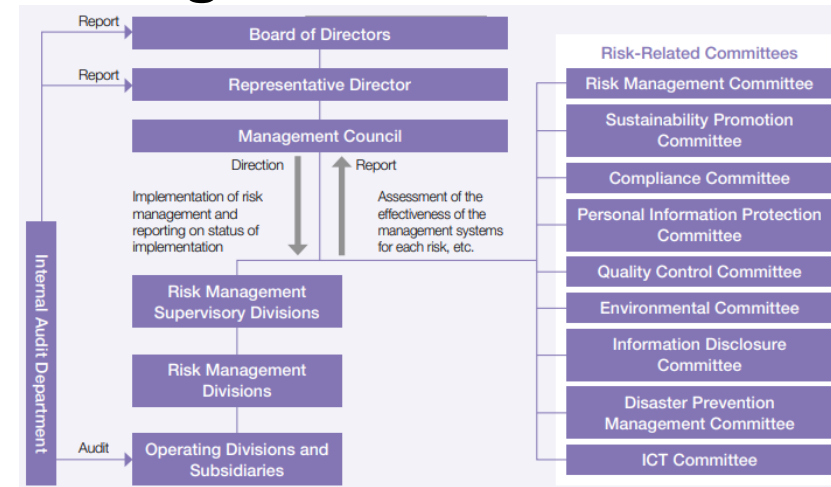 Report
Board of Directors
Report
Representative Director
Management Council
Direction
Report
Implementation of risk
management and
reporting on status of
implementation
Assessment of the
effectiveness of the
management systems
for each risk, etc.
Internal Audit Department
Risk Management
Supervisory Divisions
Risk Management
Divisions
Audit
Operating Divisions and
Subsidiaries
Risk-Related Committees
Risk Management Committee
Sustainability Promotion
Committee
Compliance Committee
Personal Information Protection
Committee
Quality Control Committee
Environmental Committee
Information Disclosure
Committee
Disaster Prevention
Management Committee
ICT Committee